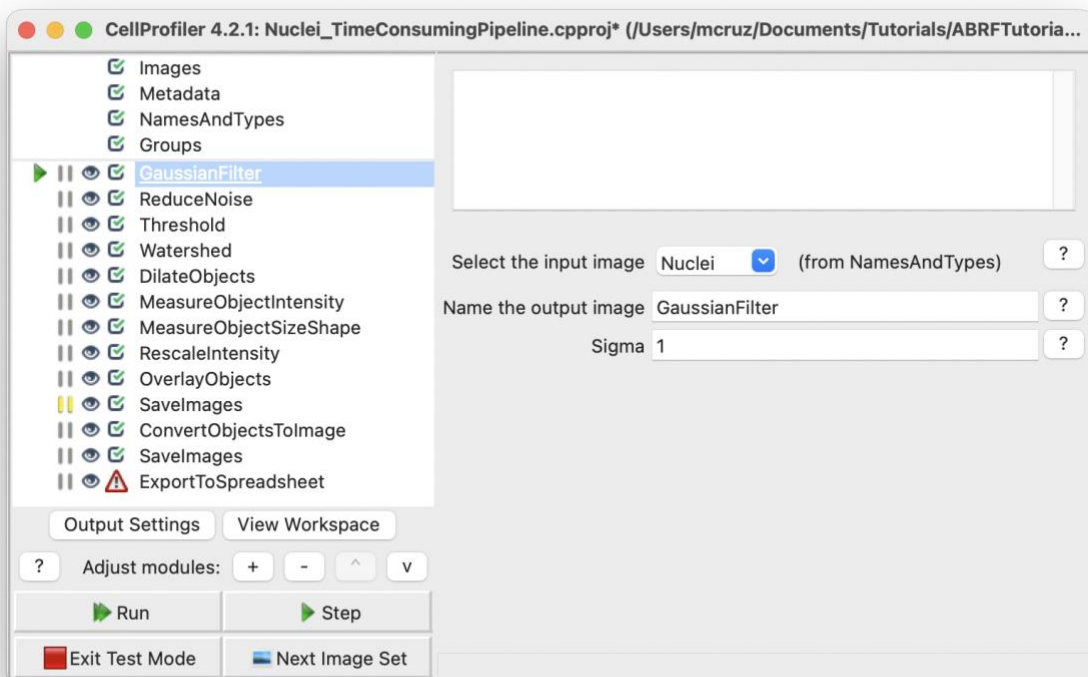 CellProfiler 4.2.1: Nuclei_TimeConsumingPipeline.cpproj* (/Users/mcruz/Documents/Tutorials/ABRFTutoria...
Images
Metadata
NamesAndTypes
Groups
GaussianFilter
ReduceNoise
Threshold
Watershed
DilateObjects
MeasureObjectIntensity
MeasureObjectSizeShape
RescaleIntensity
OverlayObjects
SaveImages
ConvertObjectsToImage
SaveImages
ExportToSpreadsheet
Output Settings View Workspace
? Adjust modules: + - ^ v
Run Step
Exit Test Mode Next Image Set
Select the input image Nuclei (from NamesAndTypes) ?
Name the output image GaussianFilter ?
Sigma 1 ?